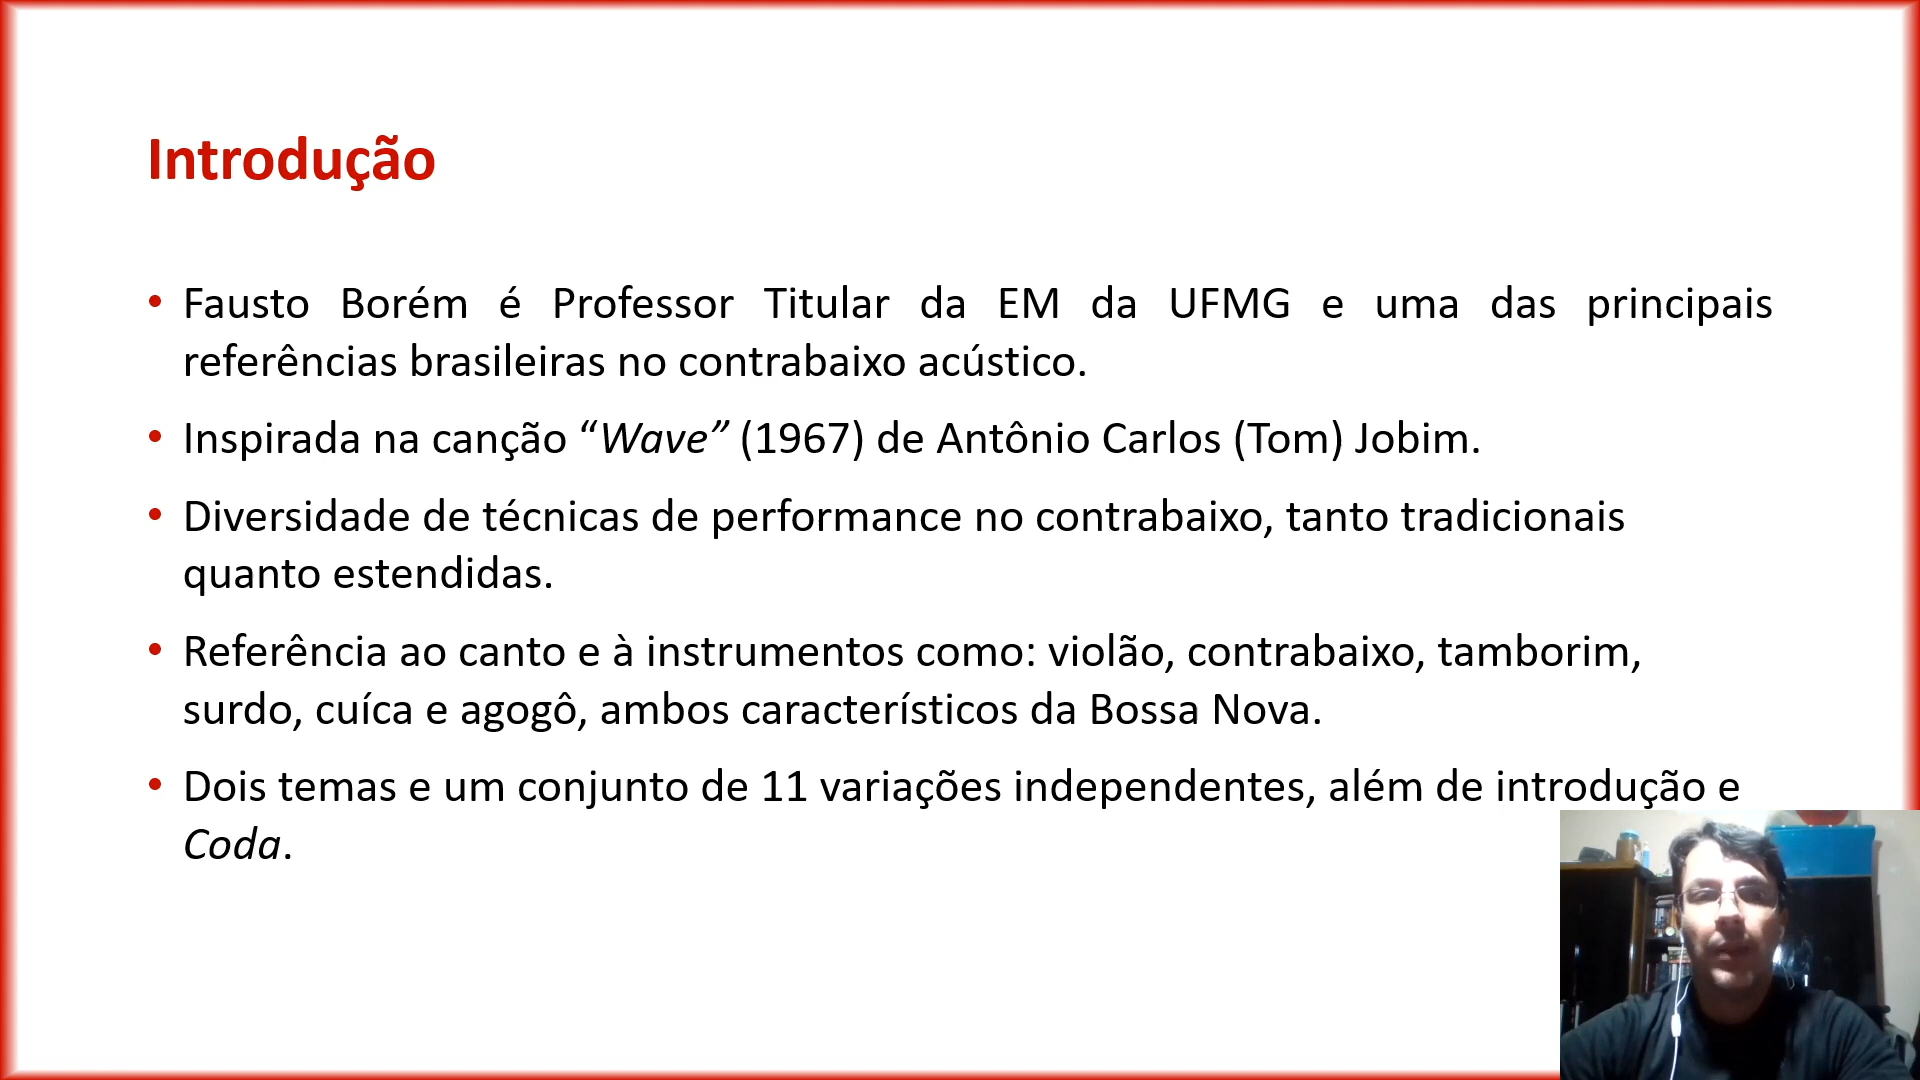 Introdução
• Fausto Borém é Professor Titular da EM da UFMG e uma das principais
referências brasileiras no contrabaixo acústico.
• Inspirada na canção “Wave” (1967) de Antônio Carlos (Tom) Jobim.
• Diversidade de técnicas de performance no contrabaixo, tanto tradicionais
quanto estendidas.
• Referência ao canto e à instrumentos como: violão, contrabaixo, tamborim,
surdo, cuíca e agogô, ambos característicos da Bossa Nova.
• Dois temas e um conjunto de 11 variações independentes, além de introdução e
Coda.